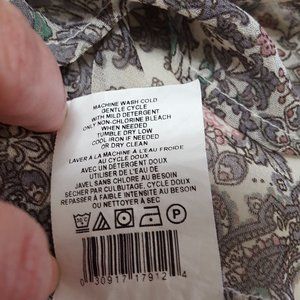 MACHINE WASH COLD
GENTLE CYCLE
WITH MILD DETERGENT
ONLY NON-CHLORINE BLEACH
WHEN NEEDED
TUMBLE DRY LOW
COOL IRON IF NEEDED
OR DRY CLEAN
LAVER A LA MACHINE A L'EAU FROIDE
AU CYCLE DOUX
AVEC UN DETERGENT DOUX
UTILISER DE L'EAU DE
JAVEL SANS CHLORE AU BESOIN
SECHER PAR CULBUTAGE, CYCLE DOUX
REPASSER A FAIBLE INTENSITE AU BESOIN
OU NETTOYER A SEC
0 30917 17912 4